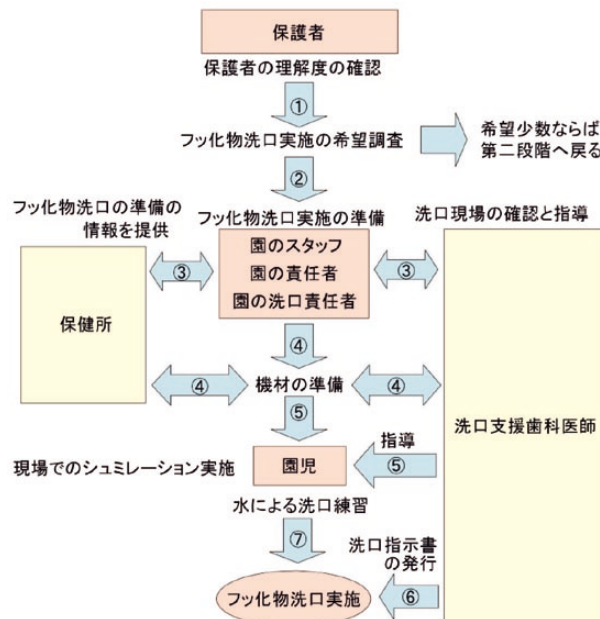 保護者
保護者の理解度の確認
①
フッ化物洗口実施の希望調査
希望少数ならば
第二段階へ戻る
②
フッ化物洗口の準備の
情報を提供
フッ化物洗口実施の準備
洗口現場の確認と指導
園のスタッフ
園の責任者
園の洗口責任者
③
③
保健所
④
④
機材の準備
④
洗口支援歯科医師
⑤
指導
現場でのシュミレーション実施
園児
⑤
水による洗口練習
⑦
洗口指示書
の発行
フッ化物洗口実施
⑥